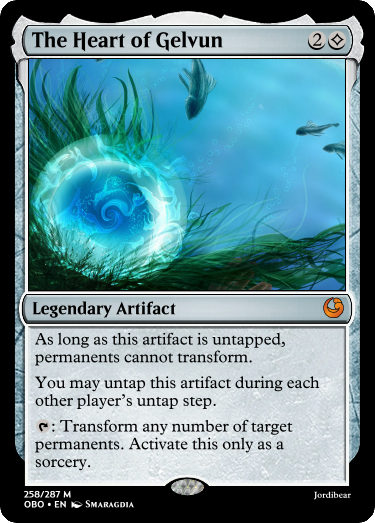 The Heart of Gelvun 2
Legendary Artifact
As long as this artifact is untapped,
permanents cannot transform.
You may untap this artifact during each
other player's untap step.
: Transform any number of target
permanents. Activate this only as a
sorcery.
258/287 M
OBO • EN Smaragdia
Jordibear